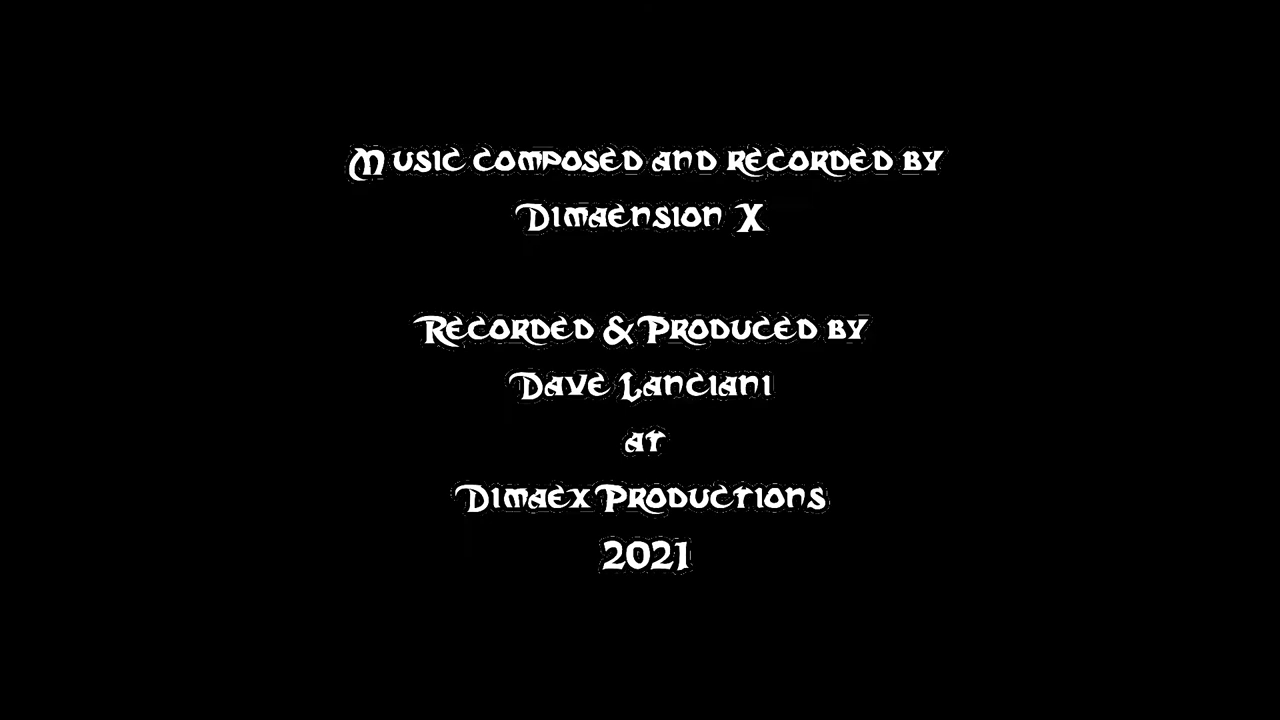 Music composed and recorded by
Dimaension X
Recorded & Produced by
Dave Lanciani
at
Dimaex Productions
2021